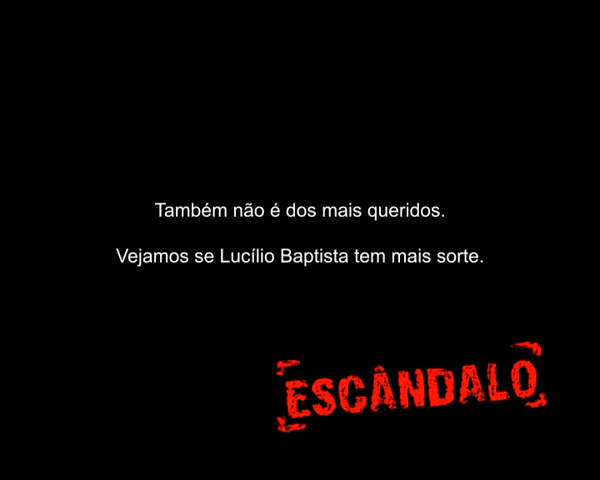 Também não é dos mais queridos.
Vejamos se Lucílio Baptista tem mais sorte.
ESCÂNDALO